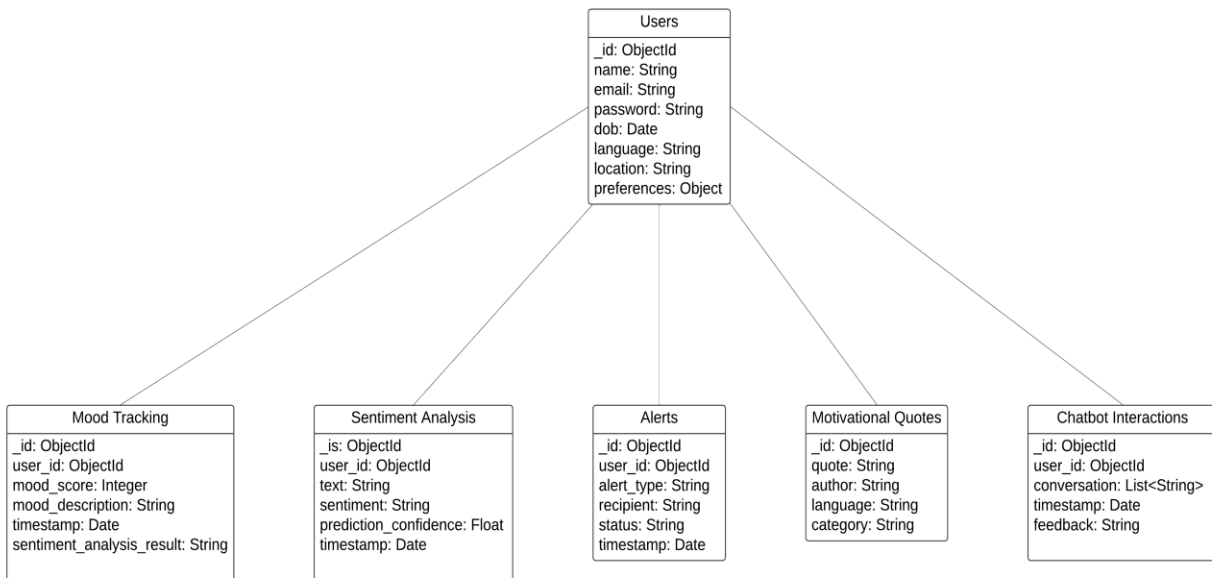 Users
_id: ObjectId
name: String
email: String
password: String
dob: Date
language: String
location: String
preferences: Object
Mood Tracking
_id: ObjectId
user_id: ObjectId
mood_score: Integer
mood_description: String
timestamp: Date
sentiment_analysis_result: String
Sentiment Analysis
_is: ObjectId
user_id: ObjectId
text: String
sentiment: String
prediction_confidence: Float
timestamp: Date
Alerts
_id: ObjectId
user_id: ObjectId
alert_type: String
recipient: String
status: String
timestamp: Date
Motivational Quotes
_id: ObjectId
quote: String
author: String
language: String
category: String
Chatbot Interactions
_id: ObjectId
user_id: ObjectId
conversation: List<String>
timestamp: Date
feedback: String